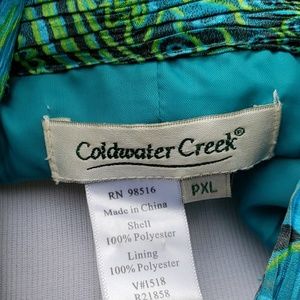 Coldwater Creek®
PXL
RN 98516
Made in China
Shell
100% Polyester
Lining
100% Polyester
V#1518
R21858